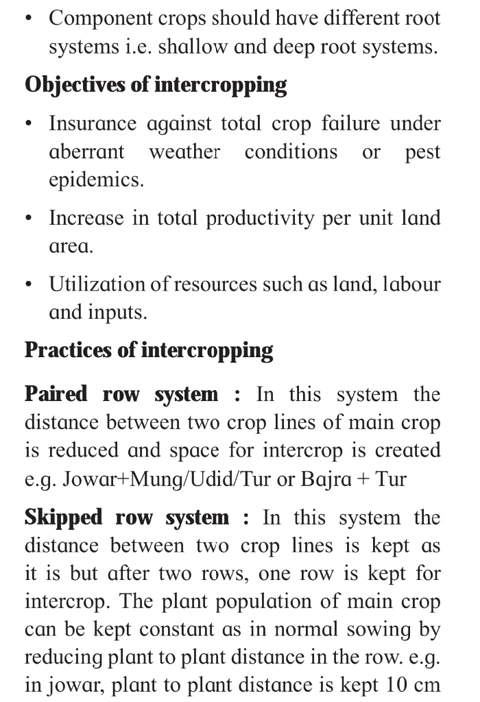 • Component crops should have different root
systems i.e. shallow and deep root systems.
Objectives of intercropping
• Insurance against total crop failure under
aberrant weather conditions or pest
epidemics.
• Increase in total productivity per unit land
area.
• Utilization of resources such as land, labour
and inputs.
Practices of intercropping
Paired row system : In this system the
distance between two crop lines of main crop
is reduced and space for intercrop is created
e.g. Jowar+Mung/Udid/Tur or Bajra + Tur
Skipped row system : In this system the
distance between two crop lines is kept as
it is but after two rows, one row is kept for
intercrop. The plant population of main crop
can be kept constant as in normal sowing by
reducing plant to plant distance in the row. e.g.
in jowar, plant to plant distance is kept 10 cm